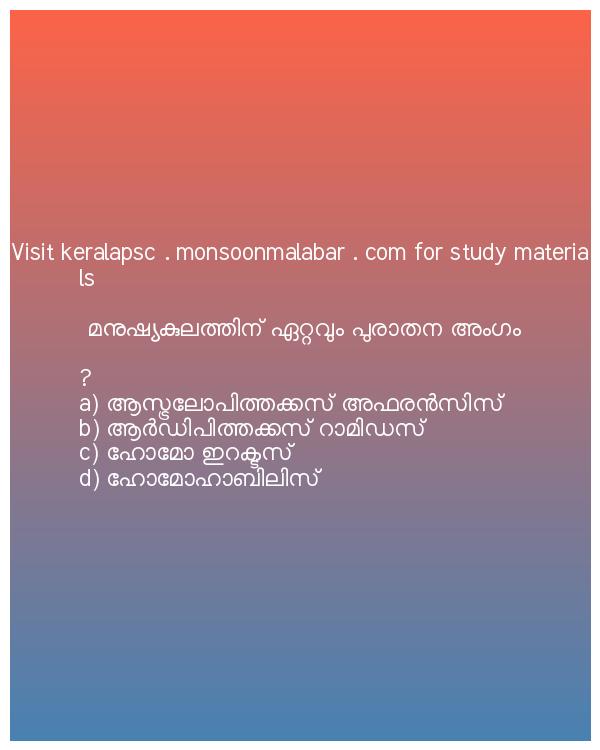 Visit keralapsc . monsoonmalabar . com for study materia
ls
മനുഷ്യകുലത്തിന് ഏറ്റവും പുരാതന അംഗം
?
a) ആസ്ട്രലോപിത്തക്കസ് അഫരൻസിസ്
b) ആർഡിപിത്തക്കസ് റാമിഡസ്
c) ഹോമോ ഇറക്ടസ്
d) ഹോമോഹാബിലിസ്